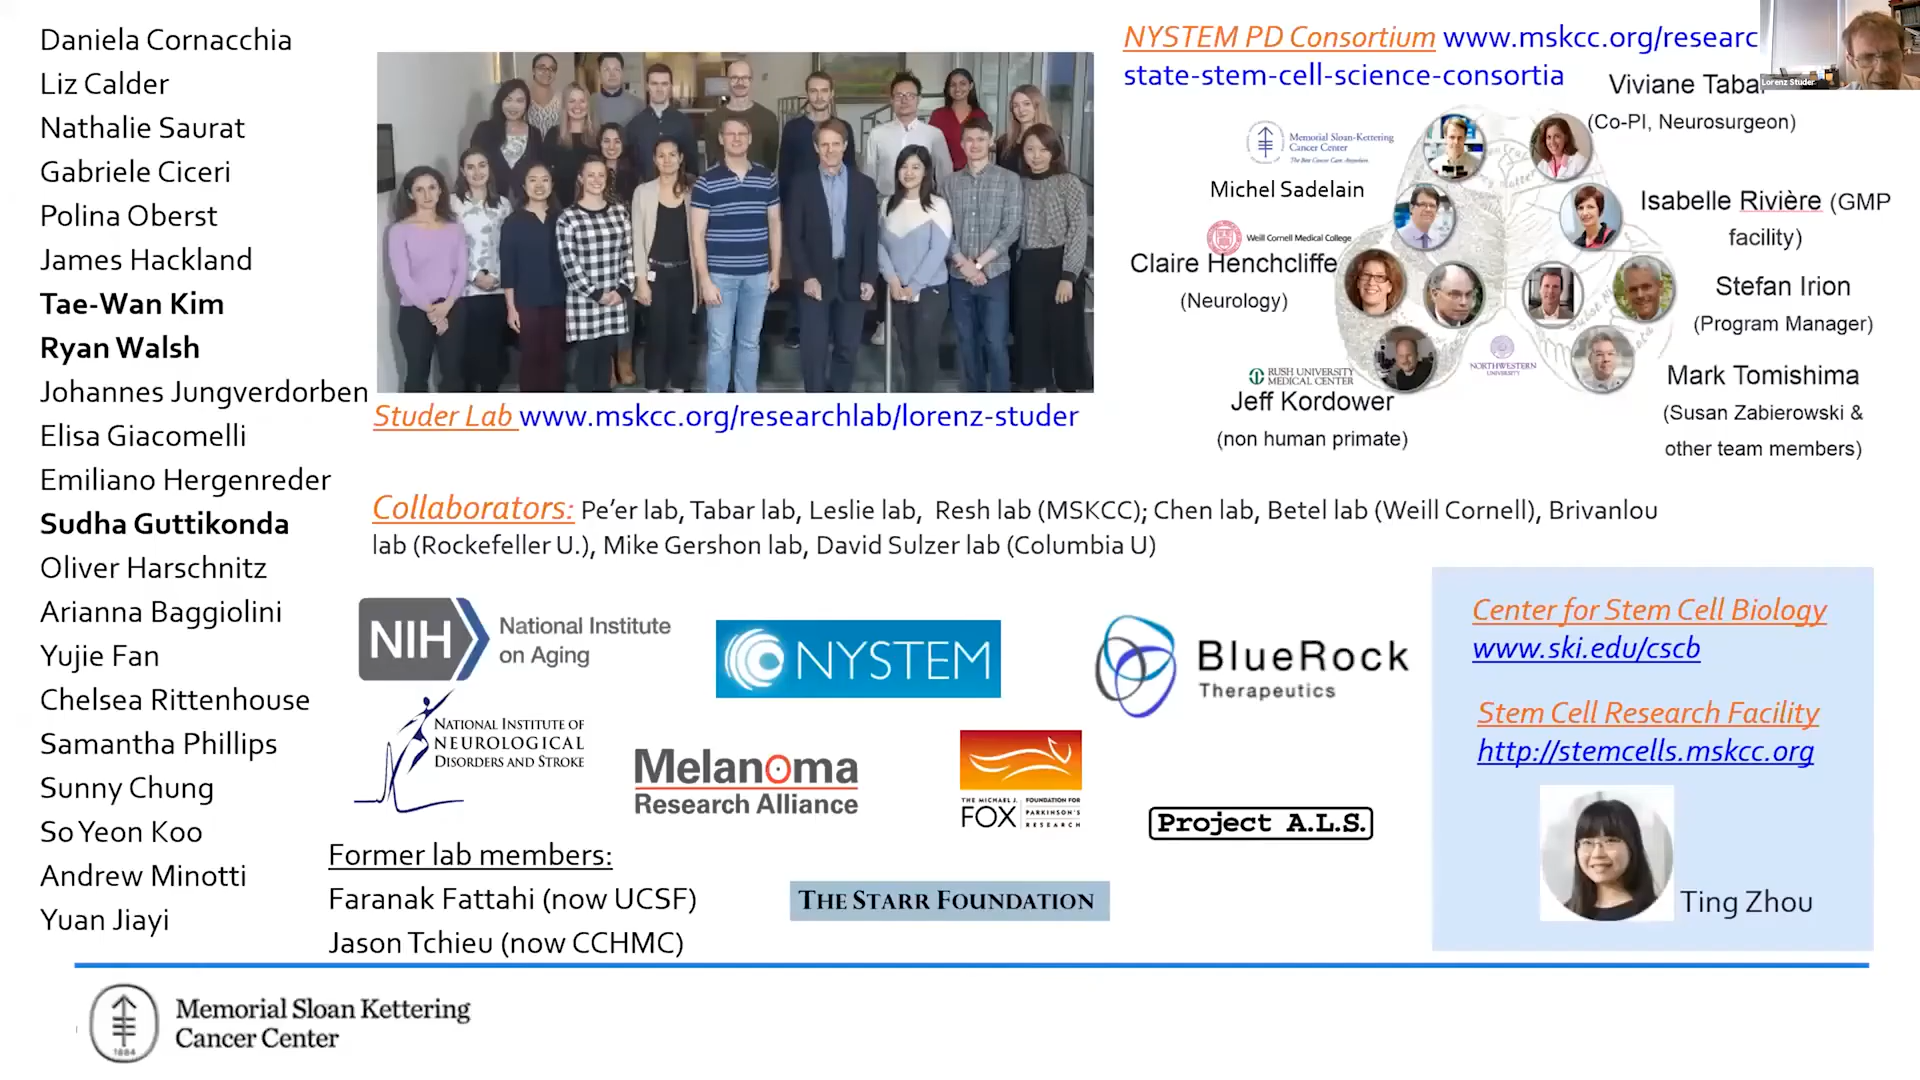 Daniela Cornacchia
Liz Calder
Nathalie Saurat
Gabriele Ciceri
Polina Oberst
James Hackland
Tae-Wan Kim
Ryan Walsh
Johannes Jungverdorben
Elisa Giacomelli
Emiliano Hergenreder
Sudha Guttikonda
Oliver Harschnitz
Arianna Baggiolini
Yujie Fan
Chelsea Rittenhouse
Samantha Phillips
Sunny Chung
So Yeon Koo
Andrew Minotti
Yuan Jiayi
Studer Lab www.mskcc.org/researchlab/lorenz-studer
NYSTEM PD Consortium www.mskcc.org/researc
state-stem-cell-science-consortia
Lorenz Studer
Viviane Tabar
(Co-PI, Neurosurgeon)
Memorial Sloan-Kettering
Cancer Center
The Best Cancer Care. Anywhere.
Michel Sadelain
Isabelle Rivière (GMP
facility)
Weill Cornell Medical College
Claire Henchcliffe
(Neurology)
Stefan Irion
(Program Manager)
NORTHWESTERN
UNIVERSITY
RUSH UNIVERSITY
MEDICAL CENTER
Jeff Kordower
(non human primate)
Mark Tomishima
(Susan Zabierowski &
other team members)
Collaborators: Pe'er lab, Tabar lab, Leslie lab, Resh lab (MSKCC); Chen lab, Betel lab (Weill Cornell), Brivanlou
lab (Rockefeller U.), Mike Gershon lab, David Sulzer lab (Columbia U)
NIH National Institute
on Aging
NYSTEM
BlueRock
Therapeutics
NATIONAL INSTITUTE OF
NEUROLOGICAL
DISORDERS AND STROKE
Melanoma
Research Alliance
THE MICHAEL J. FOX FOUNDATION FOR
PARKINSON'S
RESEARCH
Project A.L.S.
THE STARR FOUNDATION
Former lab members:
Faranak Fattahi (now UCSF)
Jason Tchieu (now CCHMC)
Center for Stem Cell Biology
www.ski.edu/cscb
Stem Cell Research Facility
http://stemcells.mskcc.org
Ting Zhou
1884
Memorial Sloan Kettering
Cancer Center